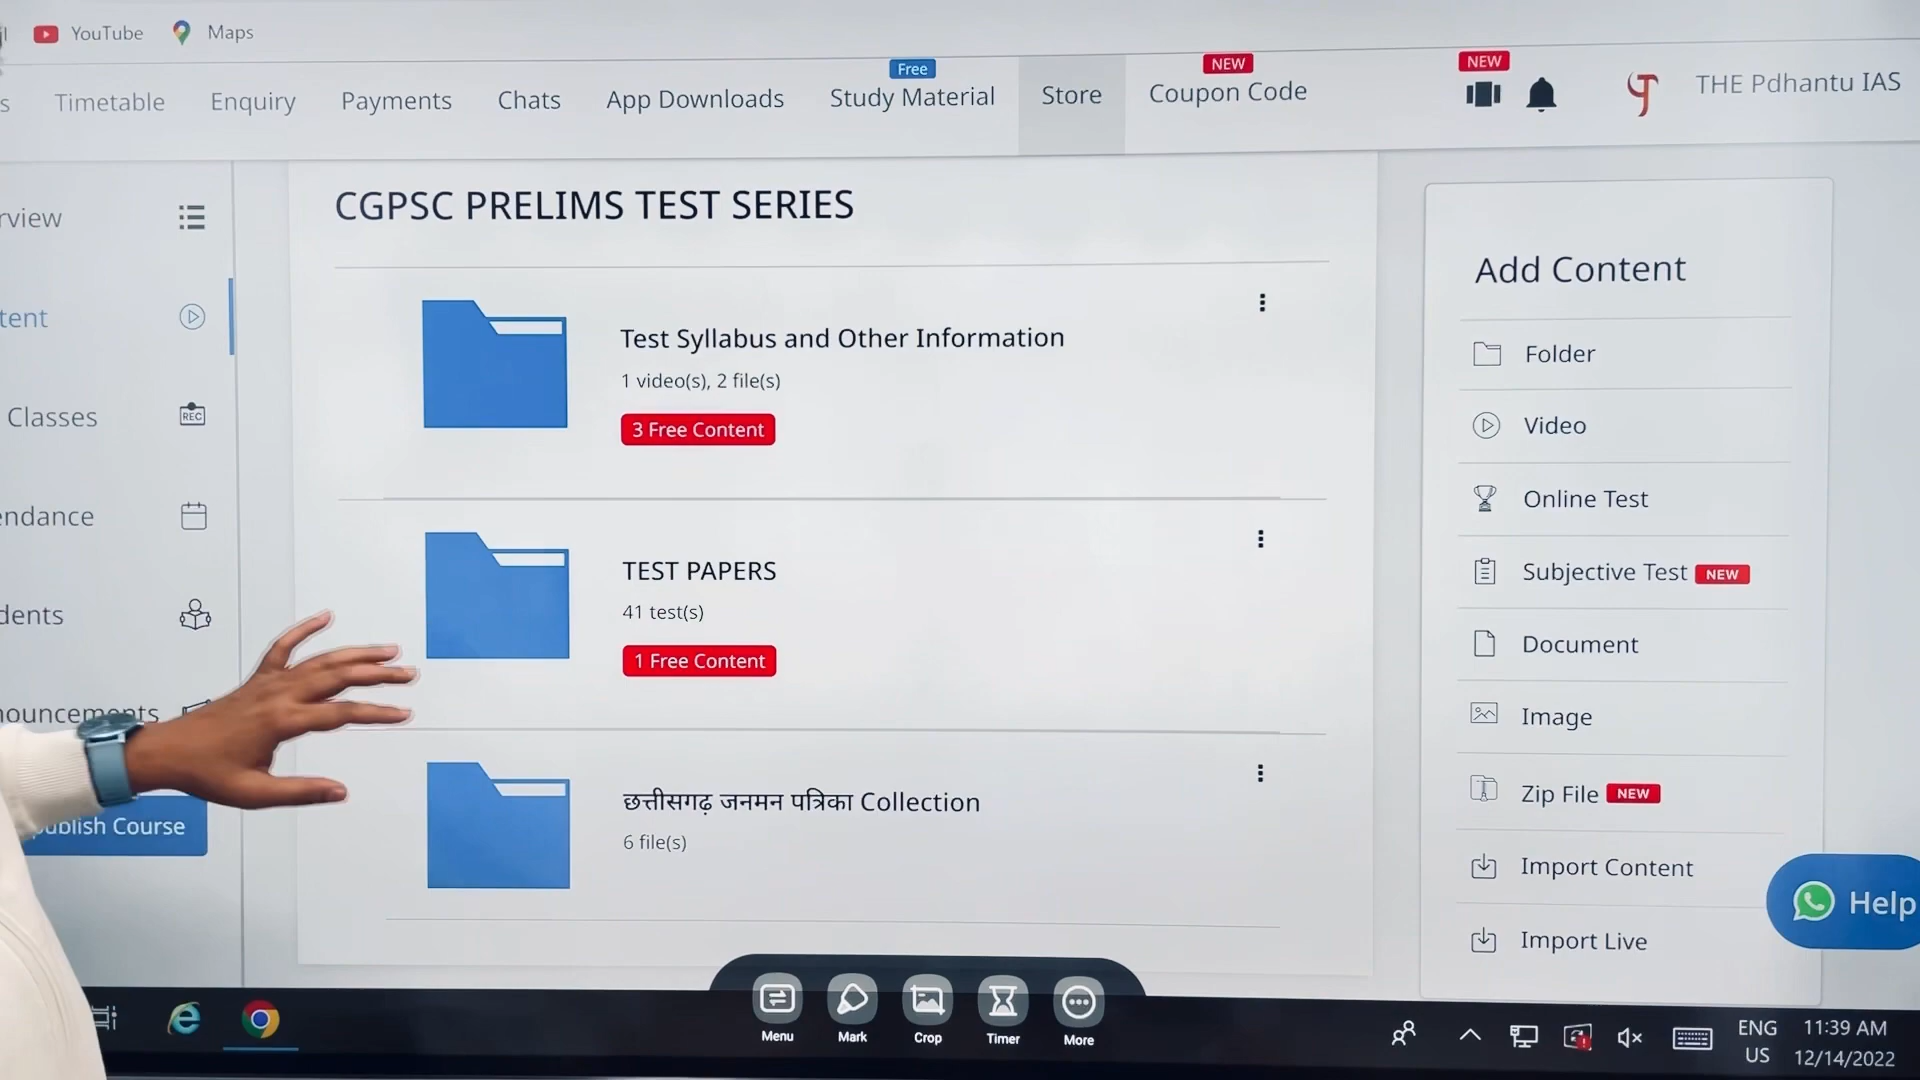 YouTube
Maps
Timetable
Enquiry
Payments
Chats
App Downloads
Free
Study Material
Store
NEW
Coupon Code
NEW
THE Pdhantu IAS
rview
tent
Classes
REC
endance
dents
nouncements
publish Course
CGPSC PRELIMS TEST SERIES
Test Syllabus and Other Information
1 video(s), 2 file(s)
3 Free Content
TEST PAPERS
41 test(s)
1 Free Content
छत्तीसगढ़ जनमन पत्रिका Collection
6 file(s)
Add Content
Folder
Video
Online Test
Subjective Test NEW
Document
Image
Zip File NEW
Import Content
Import Live
Help
Menu
Mark
Crop
Timer
More
ENG
US
11:39 AM
12/14/2022